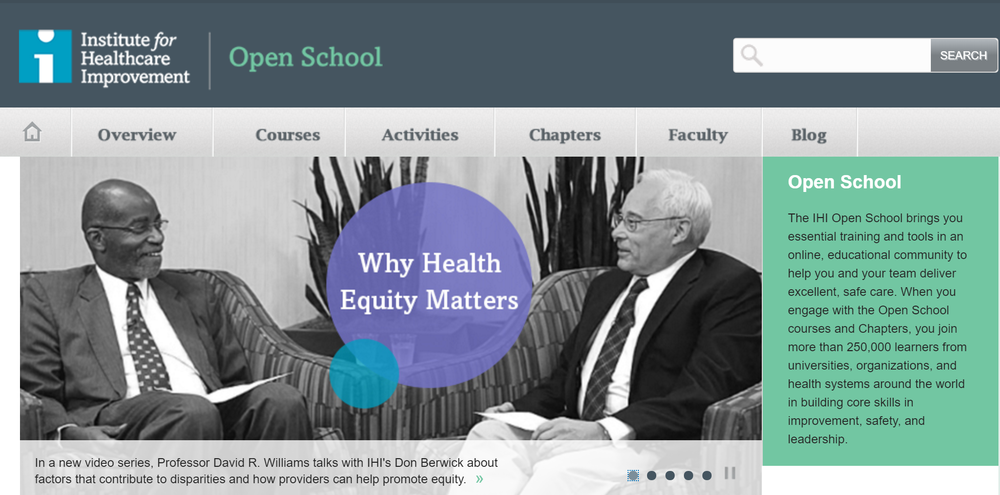 Institute for
Healthcare
Improvement
Open School
SEARCH
Overview
Courses
Activities
Chapters
Faculty
Blog
Why Health
Equity Matters
In a new video series, Professor David R. Williams talks with IHI's Don Berwick about
factors that contribute to disparities and how providers can help promote equity. »
Open School
The IHI Open School brings you
essential training and tools in an
online, educational community to
help you and your team deliver
excellent, safe care. When you
engage with the Open School
courses and Chapters, you join
more than 250,000 learners from
universities, organizations, and
health systems around the world
in building core skills in
improvement, safety, and
leadership.